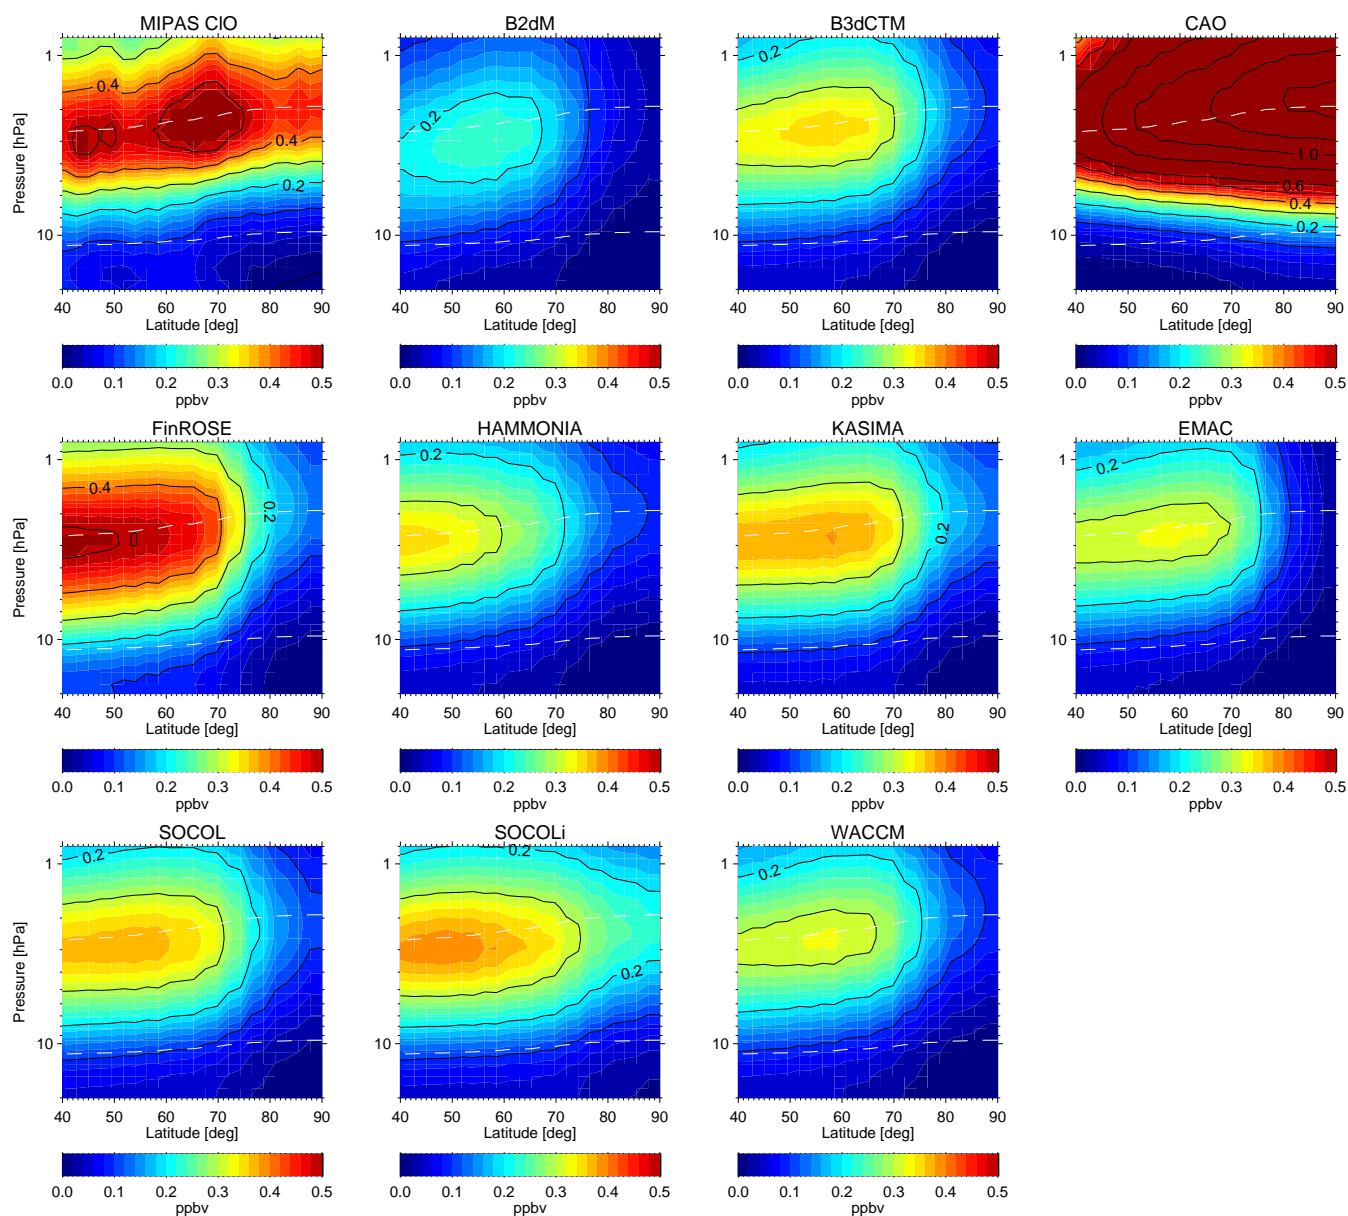 MIPAS ClO B2dM B3dCTM CAO
Pressure [hPa]
1 1 1 1
10 10 10 10
0.4 0.4 0.2
0.2
0.2
1.0 0.6 0.4 0.2
40 50 60 70 80 90 40 50 60 70 80 90 40 50 60 70 80 90 40 50 60 70 80 90
Latitude [deg] Latitude [deg] Latitude [deg] Latitude [deg]
0.0 0.1 0.2 0.3 0.4 0.5 0.0 0.1 0.2 0.3 0.4 0.5 0.0 0.1 0.2 0.3 0.4 0.5 0.0 0.1 0.2 0.3 0.4 0.5
ppbv ppbv ppbv ppbv
FinROSE HAMMONIA KASIMA EMAC
Pressure [hPa]
1 1 1 1
10 10 10 10
0.4 0.2
0.2
0.2 0.2
0.2
40 50 60 70 80 90 40 50 60 70 80 90 40 50 60 70 80 90 40 50 60 70 80 90
Latitude [deg] Latitude [deg] Latitude [deg] Latitude [deg]
0.0 0.1 0.2 0.3 0.4 0.5 0.0 0.1 0.2 0.3 0.4 0.5 0.0 0.1 0.2 0.3 0.4 0.5 0.0 0.1 0.2 0.3 0.4 0.5
ppbv ppbv ppbv ppbv
SOCOL SOCOLi WACCM
Pressure [hPa]
1 1 1
10 10 10
0.2
0.2 0.2
0.2
40 50 60 70 80 90 40 50 60 70 80 90 40 50 60 70 80 90
Latitude [deg] Latitude [deg] Latitude [deg]
0.0 0.1 0.2 0.3 0.4 0.5 0.0 0.1 0.2 0.3 0.4 0.5 0.0 0.1 0.2 0.3 0.4 0.5
ppbv ppbv ppbv